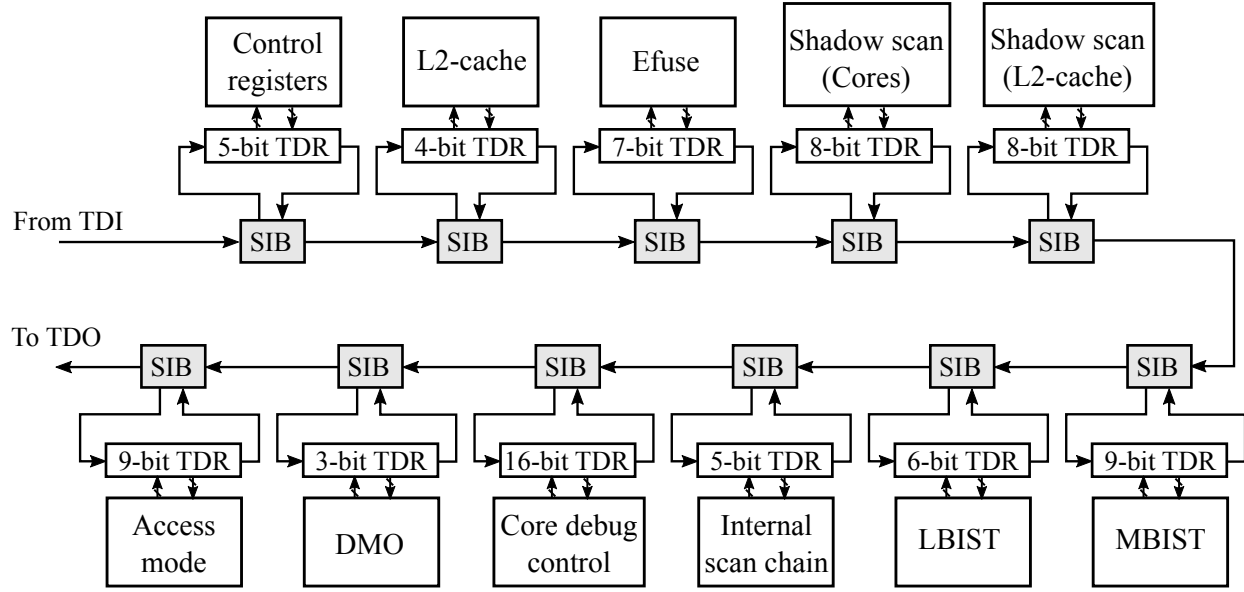 Control
registers
L2-cache
Efuse
Shadow scan
(Cores)
Shadow scan
(L2-cache)
5-bit TDR
4-bit TDR
7-bit TDR
8-bit TDR
8-bit TDR
From TDI
SIB
SIB
SIB
SIB
SIB
To TDO
SIB
SIB
SIB
SIB
SIB
SIB
9-bit TDR
3-bit TDR
16-bit TDR
5-bit TDR
6-bit TDR
9-bit TDR
Access
mode
DMO
Core debug
control
Internal
scan chain
LBIST
MBIST